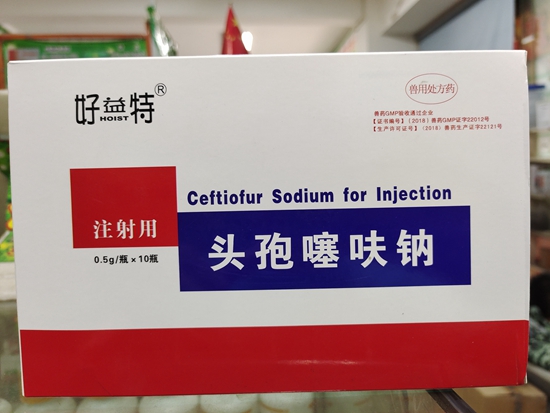 好益特®
HOIST
兽用处方药
兽药GMP验收通过企业
【证书编号】（2018）兽药GMP证字22012号
【生产许可证号】（2018）兽药生产证字22121号
Ceftiofur Sodium for Injection
注射用
头孢噻呋钠
0.5g/瓶×10瓶